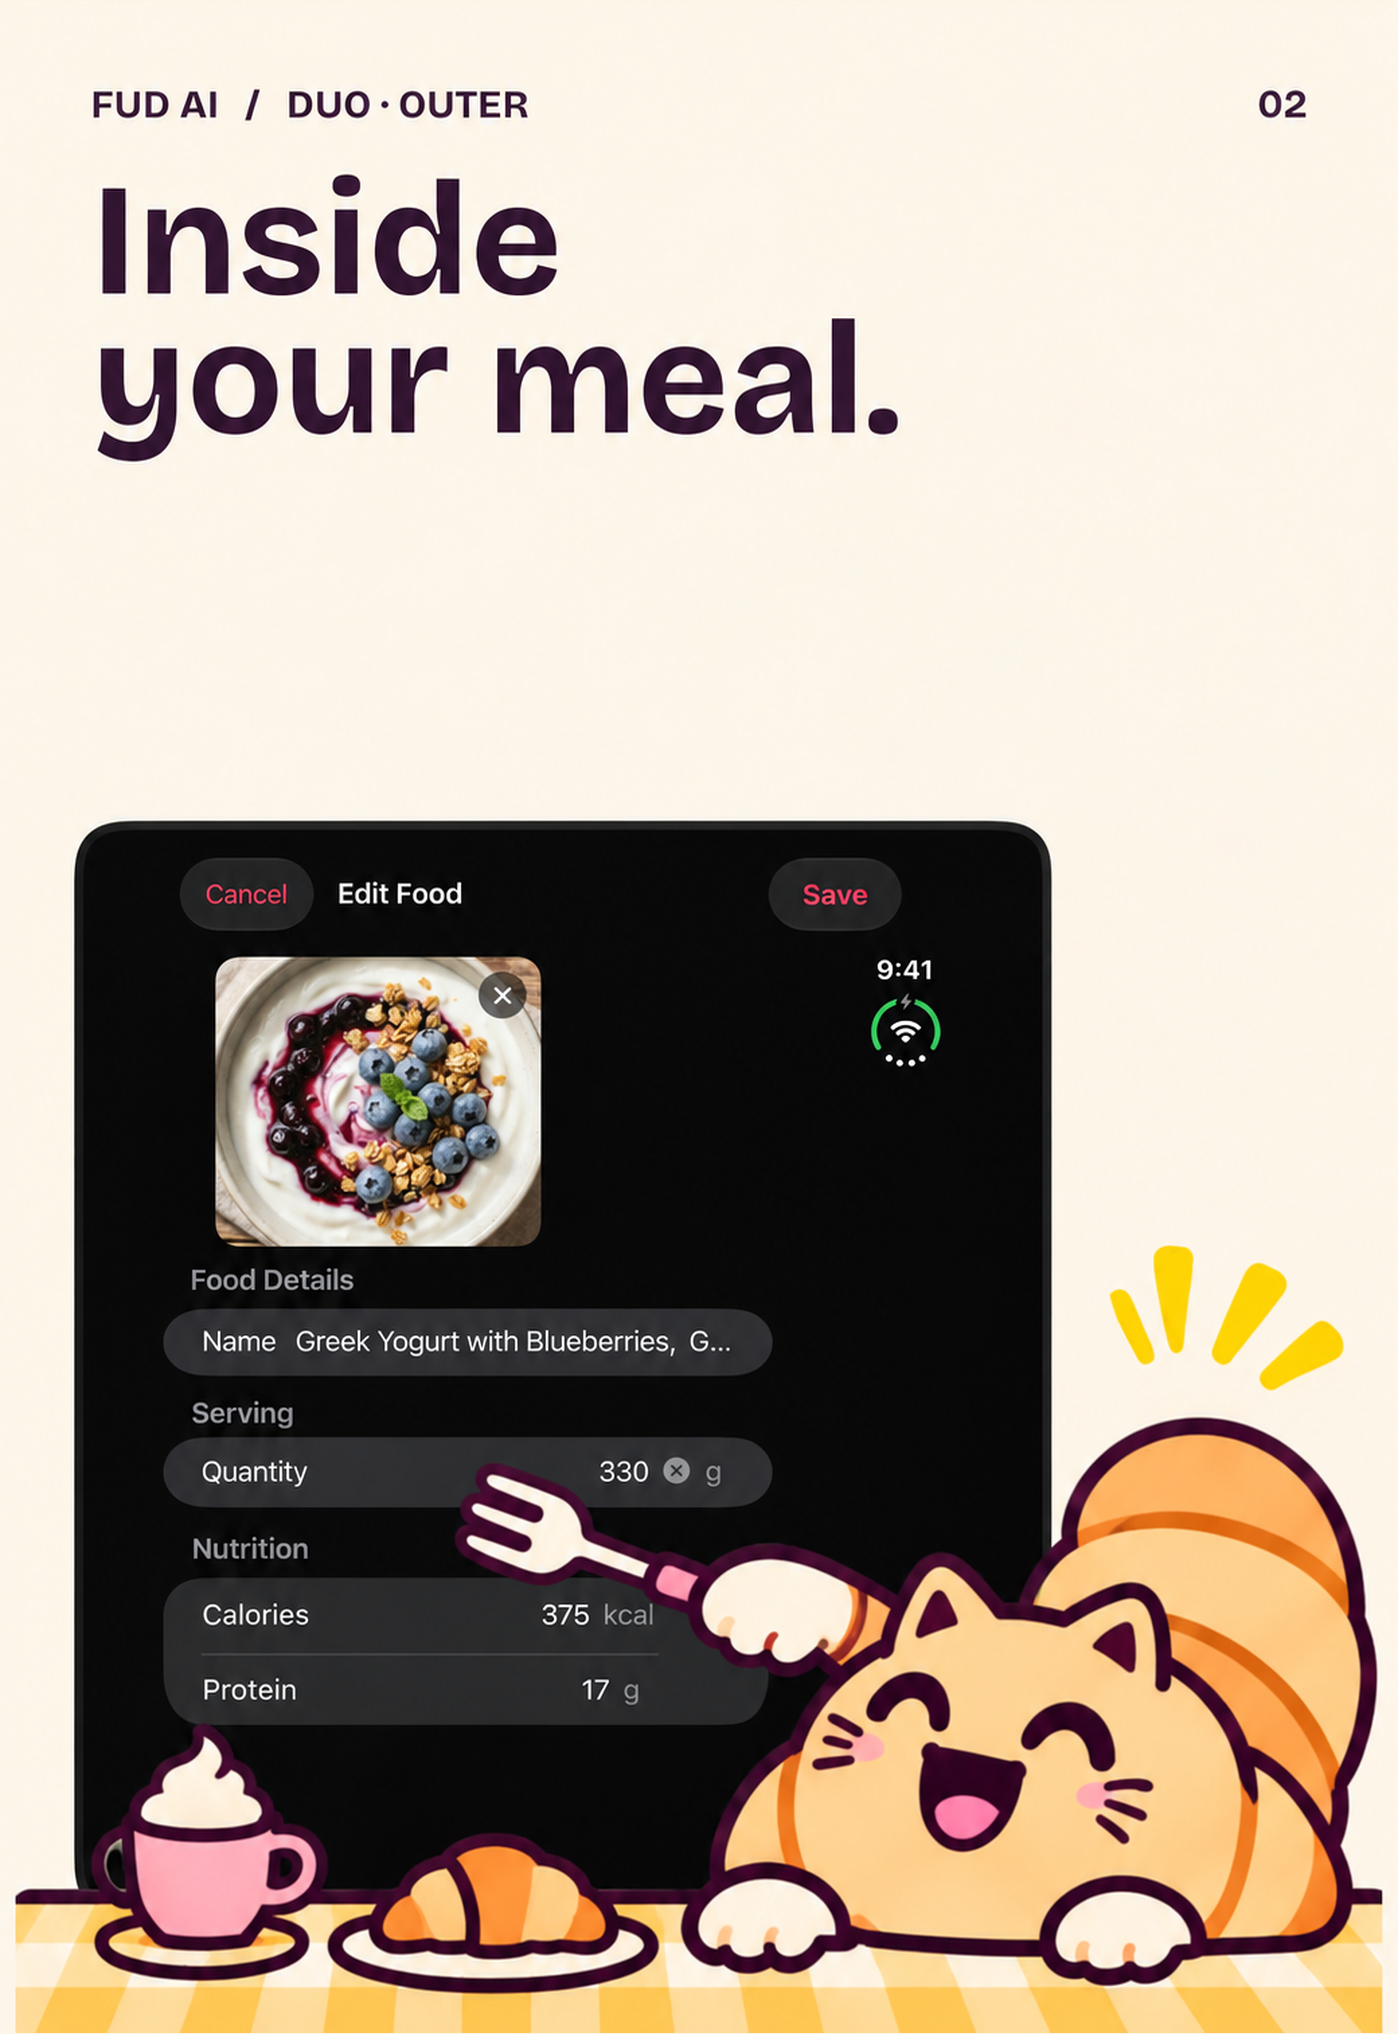 FUD AI / DUO · OUTER
02
Inside
your meal.
Cancel
Edit Food
Save
9:41
Food Details
Name Greek Yogurt with Blueberries, G...
Serving
Quantity 330 g
Nutrition
Calories 375 kcal
Protein 17 g